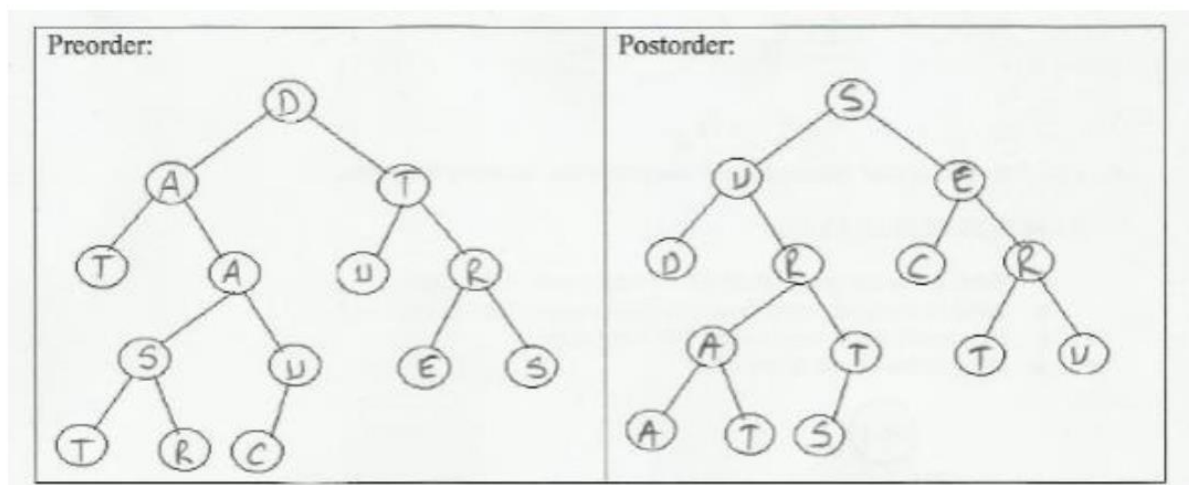 Preorder:
D
A T
T A U R
S U E S
T R C
Postorder:
S
U E
D R C R
A T T U
A T S